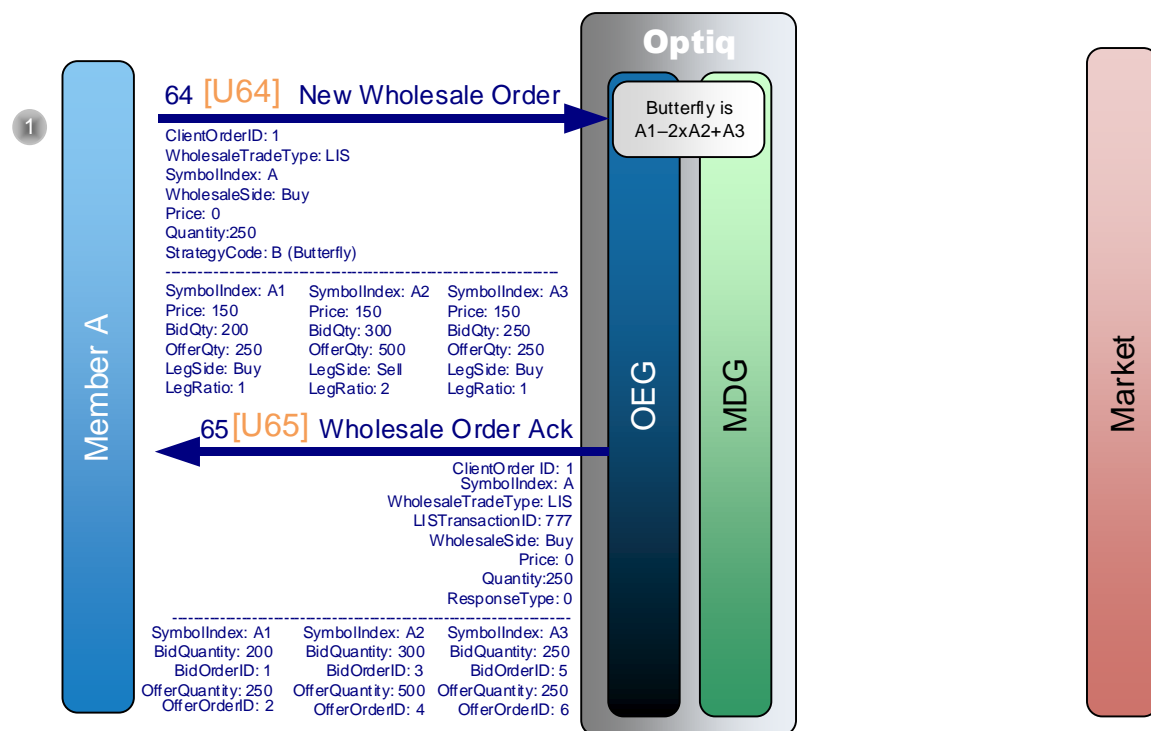 Optiq
1
64 [U64] New Wholesale Order
Butterfly is
A1–2xA2+A3
ClientOrderID: 1
WholesaleTradeType: LIS
SymbolIndex: A
WholesaleSide: Buy
Price: 0
Quantity:250
StrategyCode: B (Butterfly)
SymbolIndex: A1 SymbolIndex: A2 SymbolIndex: A3
Price: 150 Price: 150 Price: 150
BidQty: 200 BidQty: 300 BidQty: 250
OfferQty: 250 OfferQty: 500 OfferQty: 250
LegSide: Buy LegSide: Sell LegSide: Buy
LegRatio: 1 LegRatio: 2 LegRatio: 1
Member A
OEG
MDG
Market
65 [U65] Wholesale Order Ack
ClientOrder ID: 1
SymbolIndex: A
WholesaleTradeType: LIS
LISTransactionID: 777
WholesaleSide: Buy
Price: 0
Quantity:250
ResponseType: 0
SymbolIndex: A1 SymbolIndex: A2 SymbolIndex: A3
BidQuantity: 200 BidQuantity: 300 BidQuantity: 250
BidOrderID: 1 BidOrderID: 3 BidOrderID: 5
OfferQuantity: 250 OfferQuantity: 500 OfferQuantity: 250
OfferOrderID: 2 OfferOrderID: 4 OfferOrderID: 6